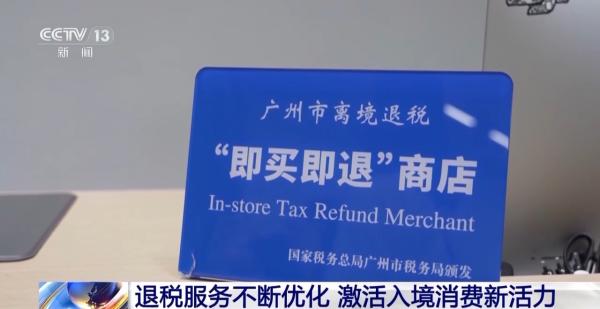 CCTV 13
新闻
广州市离境退税
“即买即退”商店
In-store Tax Refund Merchant
国家税务总局广州市税务局颁发
退税服务不断优化 激活入境消费新活力